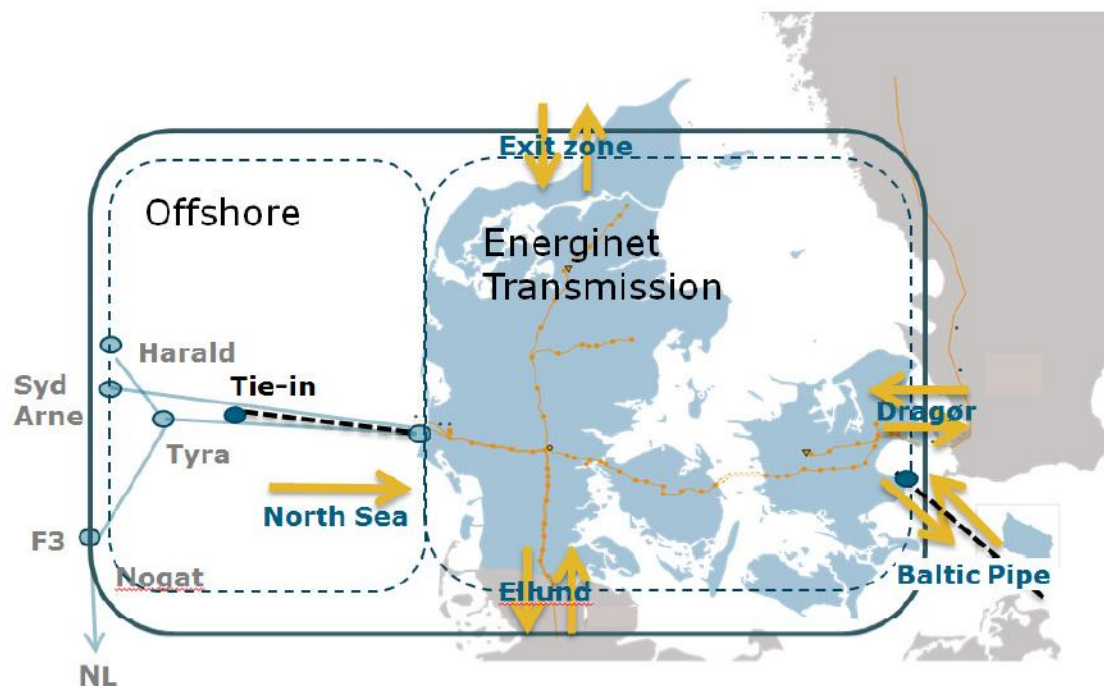 Exit zone
Offshore
Energinet
Transmission
Harald
Syd
Arne
Tie-in
Dragør
Tyra
North Sea
F3
Nogat
Ellund
Baltic Pipe
NL